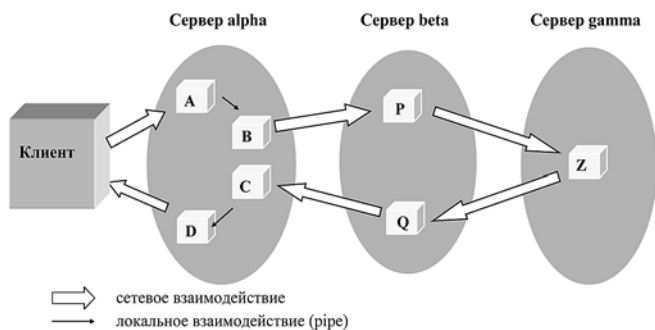 Сервер alpha Сервер beta Сервер gamma
A
B
P
Клиент
Z
C
D
Q
сетевое взаимодействие
локальное взаимодействие (pipe)